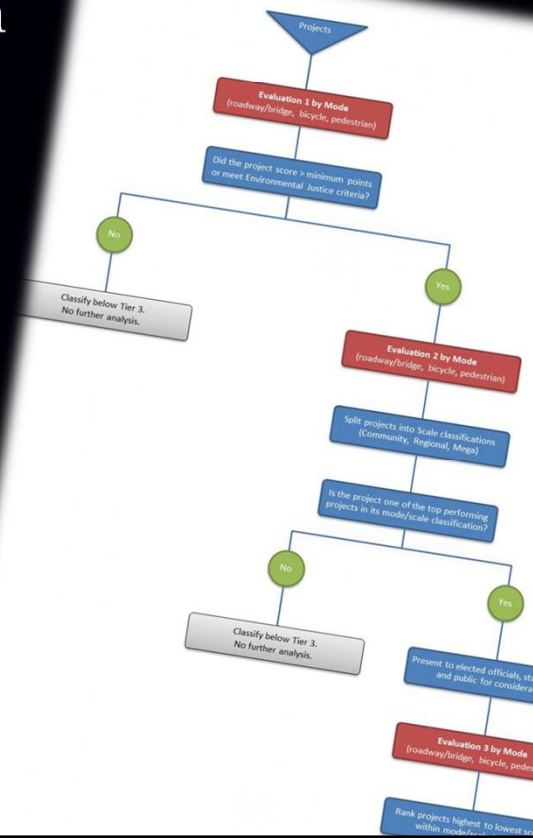 Projects
Evaluation 1 by Mode
(roadway/bridge, bicycle, pedestrian)
Did the project score > minimum points
or meet Environmental Justice criteria?
No
Yes
Classify below Tier 3.
No further analysis.
Evaluation 2 by Mode
(roadway/bridge, bicycle, pedestrian)
Split projects into Scale classifications
(Community, Regional, Mega)
Is the project one of the top performing
projects in its mode/scale classification?
No
Yes
Classify below Tier 3.
No further analysis.
Present to elected officials,
and public for
Evaluation 3 by Mode
(roadway/bridge, bicycle,
Rank projects highest to lowest
within